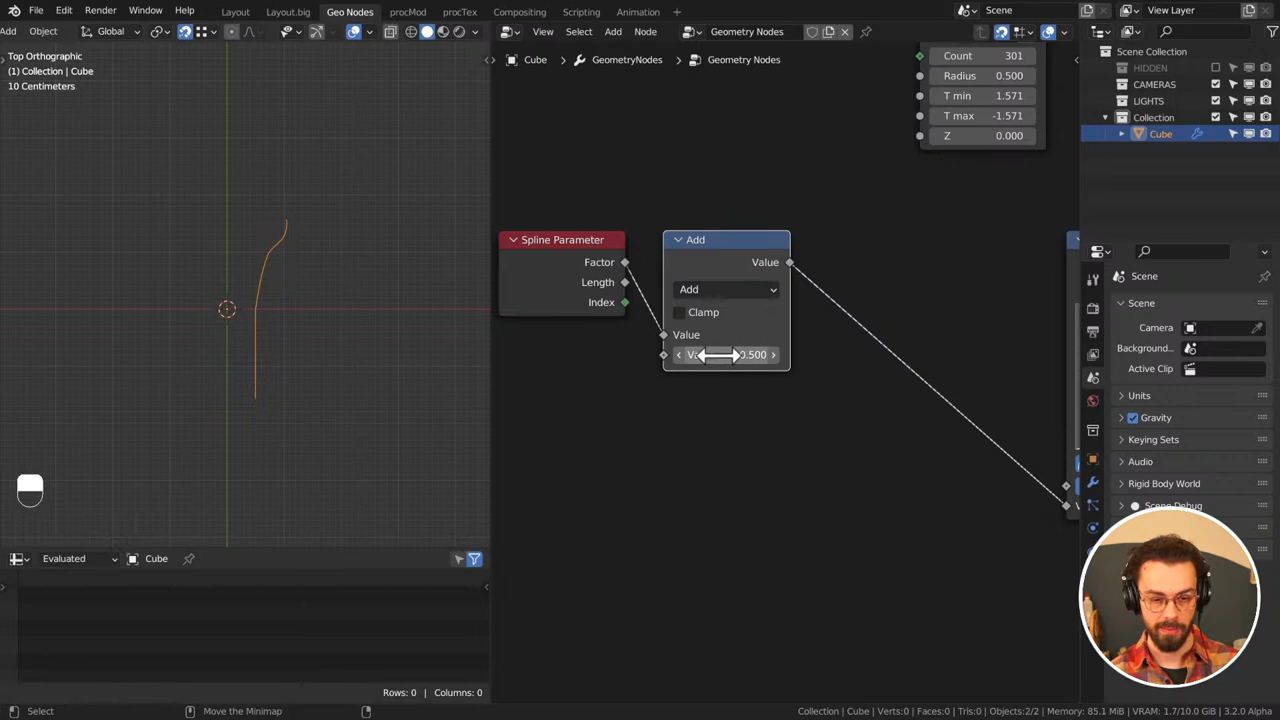 File Edit Render Window Help Layout Layout.big Geo Nodes procMod procTex Compositing Scripting Animation + Scene View Layer
Add Object Global View Select Add Node Geometry Nodes
Top Orthographic
(1) Collection | Cube
10 Centimeters
Cube > GeometryNodes > Geometry Nodes
Count 301
Radius 0.500
T min 1.571
T max -1.571
Z 0.000
Spline Parameter
Factor
Length
Index
Add
Value
Add
Clamp
Value
0.500
Scene Collection
HIDDEN
CAMERAS
LIGHTS
Collection
Cube
Scene
Scene
Camera
Background...
Active Clip
Units
Gravity
Keying Sets
Audio
Rigid Body World
Evaluated Cube
Rows: 0 | Columns: 0
Select Move the Minimap Collection | Cube | Verts:0 | Faces:0 | Tris:0 | Objects:2/2 | Memory: 85.1 MiB | VRAM: 1.7/10.0 GiB | 3.2.0 Alpha